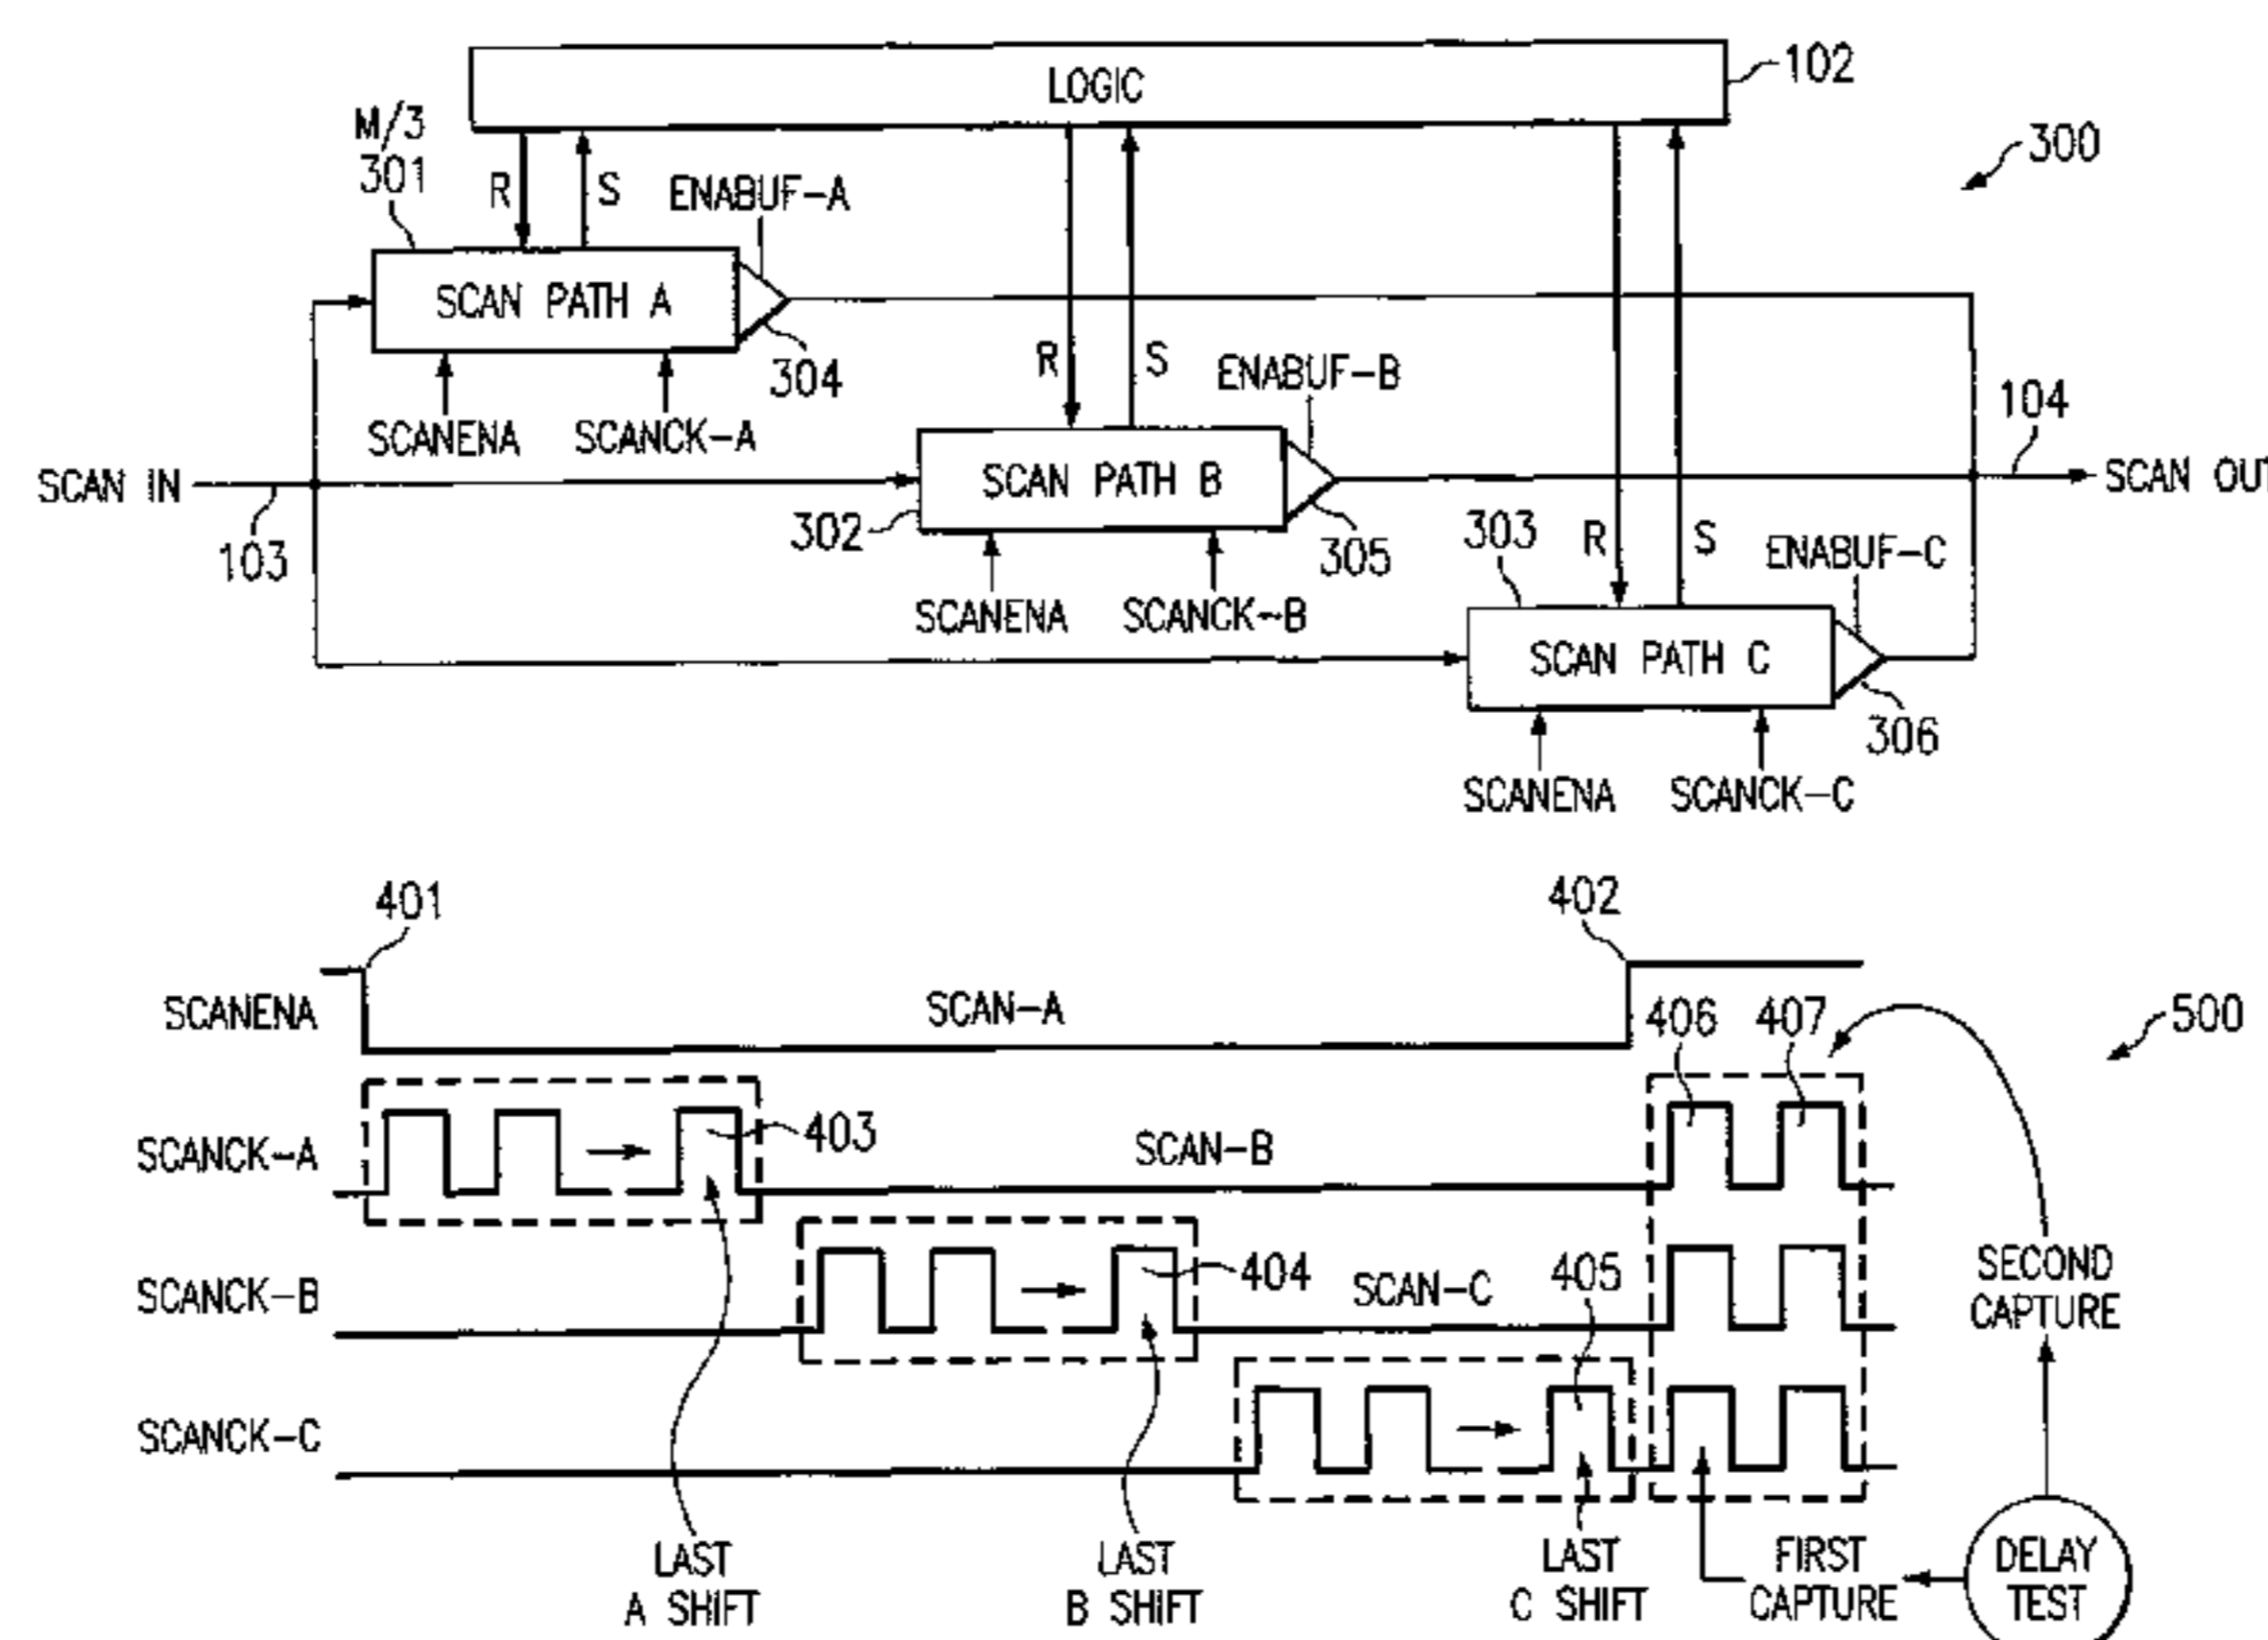 LOGIC
102
M/3
301
R
S
ENABUF-A
300
SCAN PATH A
304
SCANENA
SCANCK-A
R
S
ENABUF-B
104
SCAN IN
103
SCAN PATH B
302
305
SCAN OUT
SCANENA
SCANCK-B
303
R
S
ENABUF-C
SCAN PATH C
306
SCANENA
SCANCK-C
401
402
SCANENA
SCAN-A
406
407
500
SCANCK-A
403
SCAN-B
SCANCK-B
404
SCAN-C
405
SECOND
CAPTURE
SCANCK-C
LAST
A SHIFT
LAST
B SHIFT
LAST
C SHIFT
FIRST
CAPTURE
DELAY
TEST